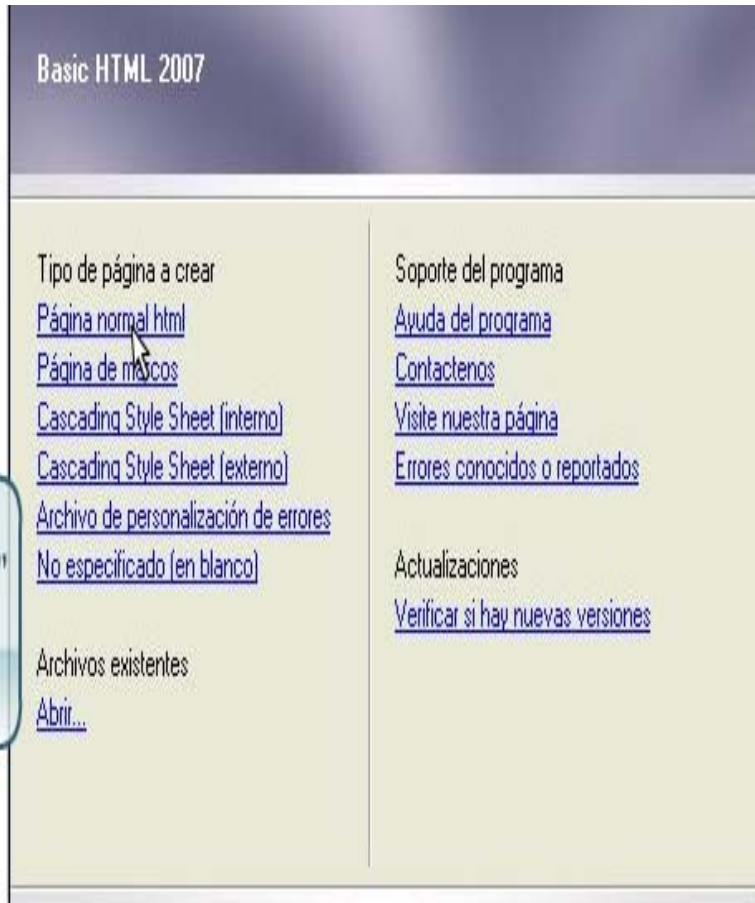 Basic HTML 2007
Tipo de página a crear
Página normal html
Página de marcos
Cascading Style Sheet (interno)
Cascading Style Sheet (externo)
Archivo de personalización de errores
No especificado (en blanco)
Archivos existentes
Abrir...
Soporte del programa
Ayuda del programa
Contactenos
Visite nuestra página
Errores conocidos o reportados
Actualizaciones
Verificar si hay nuevas versiones